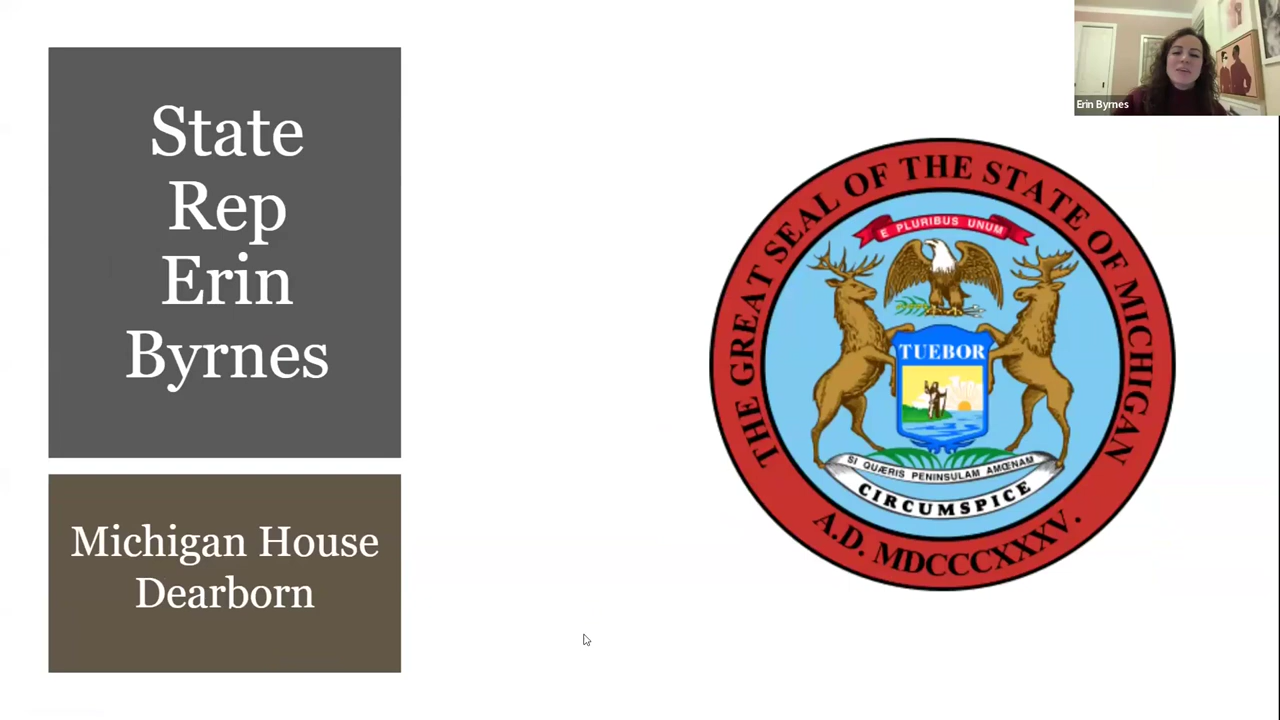 State
Rep
Erin
Byrnes
Michigan House
Dearborn
Erin Byrnes
THE GREAT SEAL OF THE STATE OF MICHIGAN
E PLURIBUS UNUM
TUEBOR
SI QUÆRIS PENINSULAM AMŒNAM
CIRCUMSPICE
A.D. MDCCCXXXV.